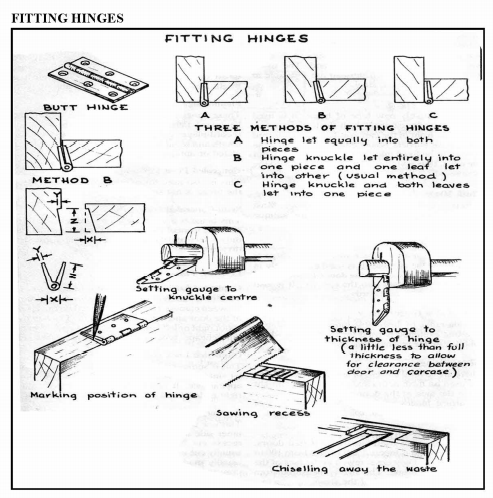 FITTING HINGES
FITTING HINGES
BUTT HINGE
A
B
C
THREE METHODS OF FITTING HINGES
A Hinge let equally into both
pieces
B Hinge knuckle let entirely into
one piece and one leaf let
into other (usual method)
C Hinge knuckle and both leaves
let into one piece
METHOD B
Y
Z
X
Y
Z
X
Setting gauge to
knuckle centre
Setting gauge to
thickness of hinge
(a little less than full
thickness to allow
for clearance between
door and carcase)
Marking position of hinge
Sawing recess
Chiselling away the waste